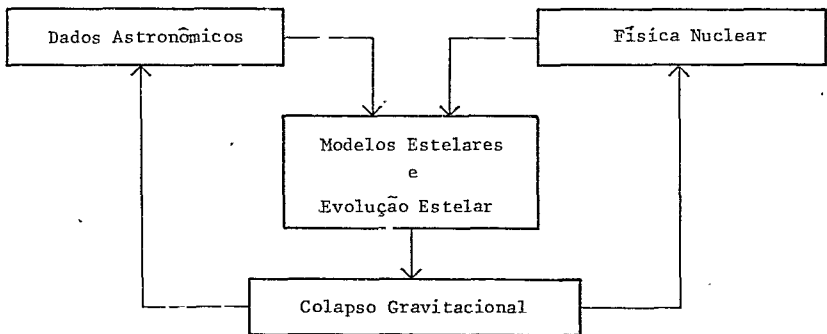 Dados Astronômicos
Física Nuclear
Modelos Estelares
e
Evolução Estelar
Colapso Gravitacional